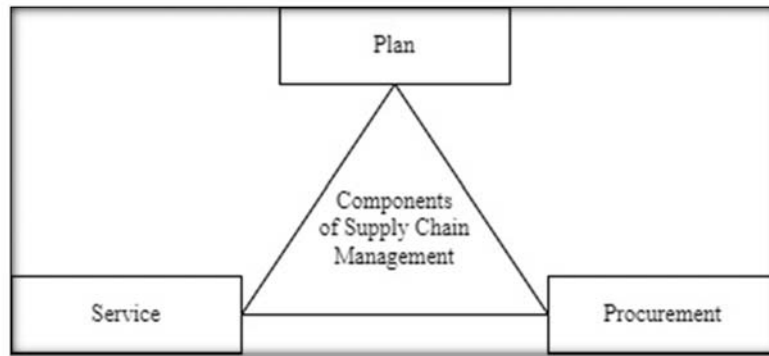 Plan
Components
of Supply Chain
Management
Service
Procurement